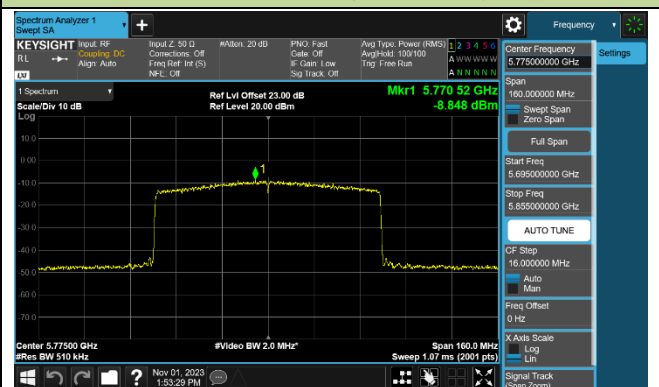 Spectrum Analyzer 1
Swept SA
+
Frequency
KEYSIGHT
RL
LXI
Input: RF
Coupling: DC
Align: Auto
Input Z: 50 Ω
Corrections: Off
Freq Ref: Int (S)
NFE: Off
#Atten: 20 dB
PNO: Fast
Gate: Off
IF Gain: Low
Sig Track: Off
Avg Type: Power (RMS)
Avg|Hold: 100/100
Trig: Free Run
1 2 3 4 5 6
A W W W W W
A N N N N N
1 Spectrum
Scale/Div 10 dB
Log
Ref Lvl Offset 23.00 dB
Ref Level 20.00 dBm
Mkr1 5.770 52 GHz
-8.848 dBm
10.0
0.00
-10.0
-20.0
-30.0
-40.0
-50.0
-60.0
-70.0
1
Center 5.77500 GHz
#Res BW 510 kHz
#Video BW 2.0 MHz*
Span 160.0 MHz
Sweep 1.07 ms (2001 pts)
Center Frequency
5.775000000 GHz
Settings
Span
160.000000 MHz
Swept Span
Zero Span
Full Span
Start Freq
5.695000000 GHz
Stop Freq
5.855000000 GHz
AUTO TUNE
CF Step
16.000000 MHz
Auto
Man
Freq Offset
0 Hz
X Axis Scale
Log
Lin
Signal Track
(Span Zoom)
?
Nov 01, 2023
1:53:29 PM